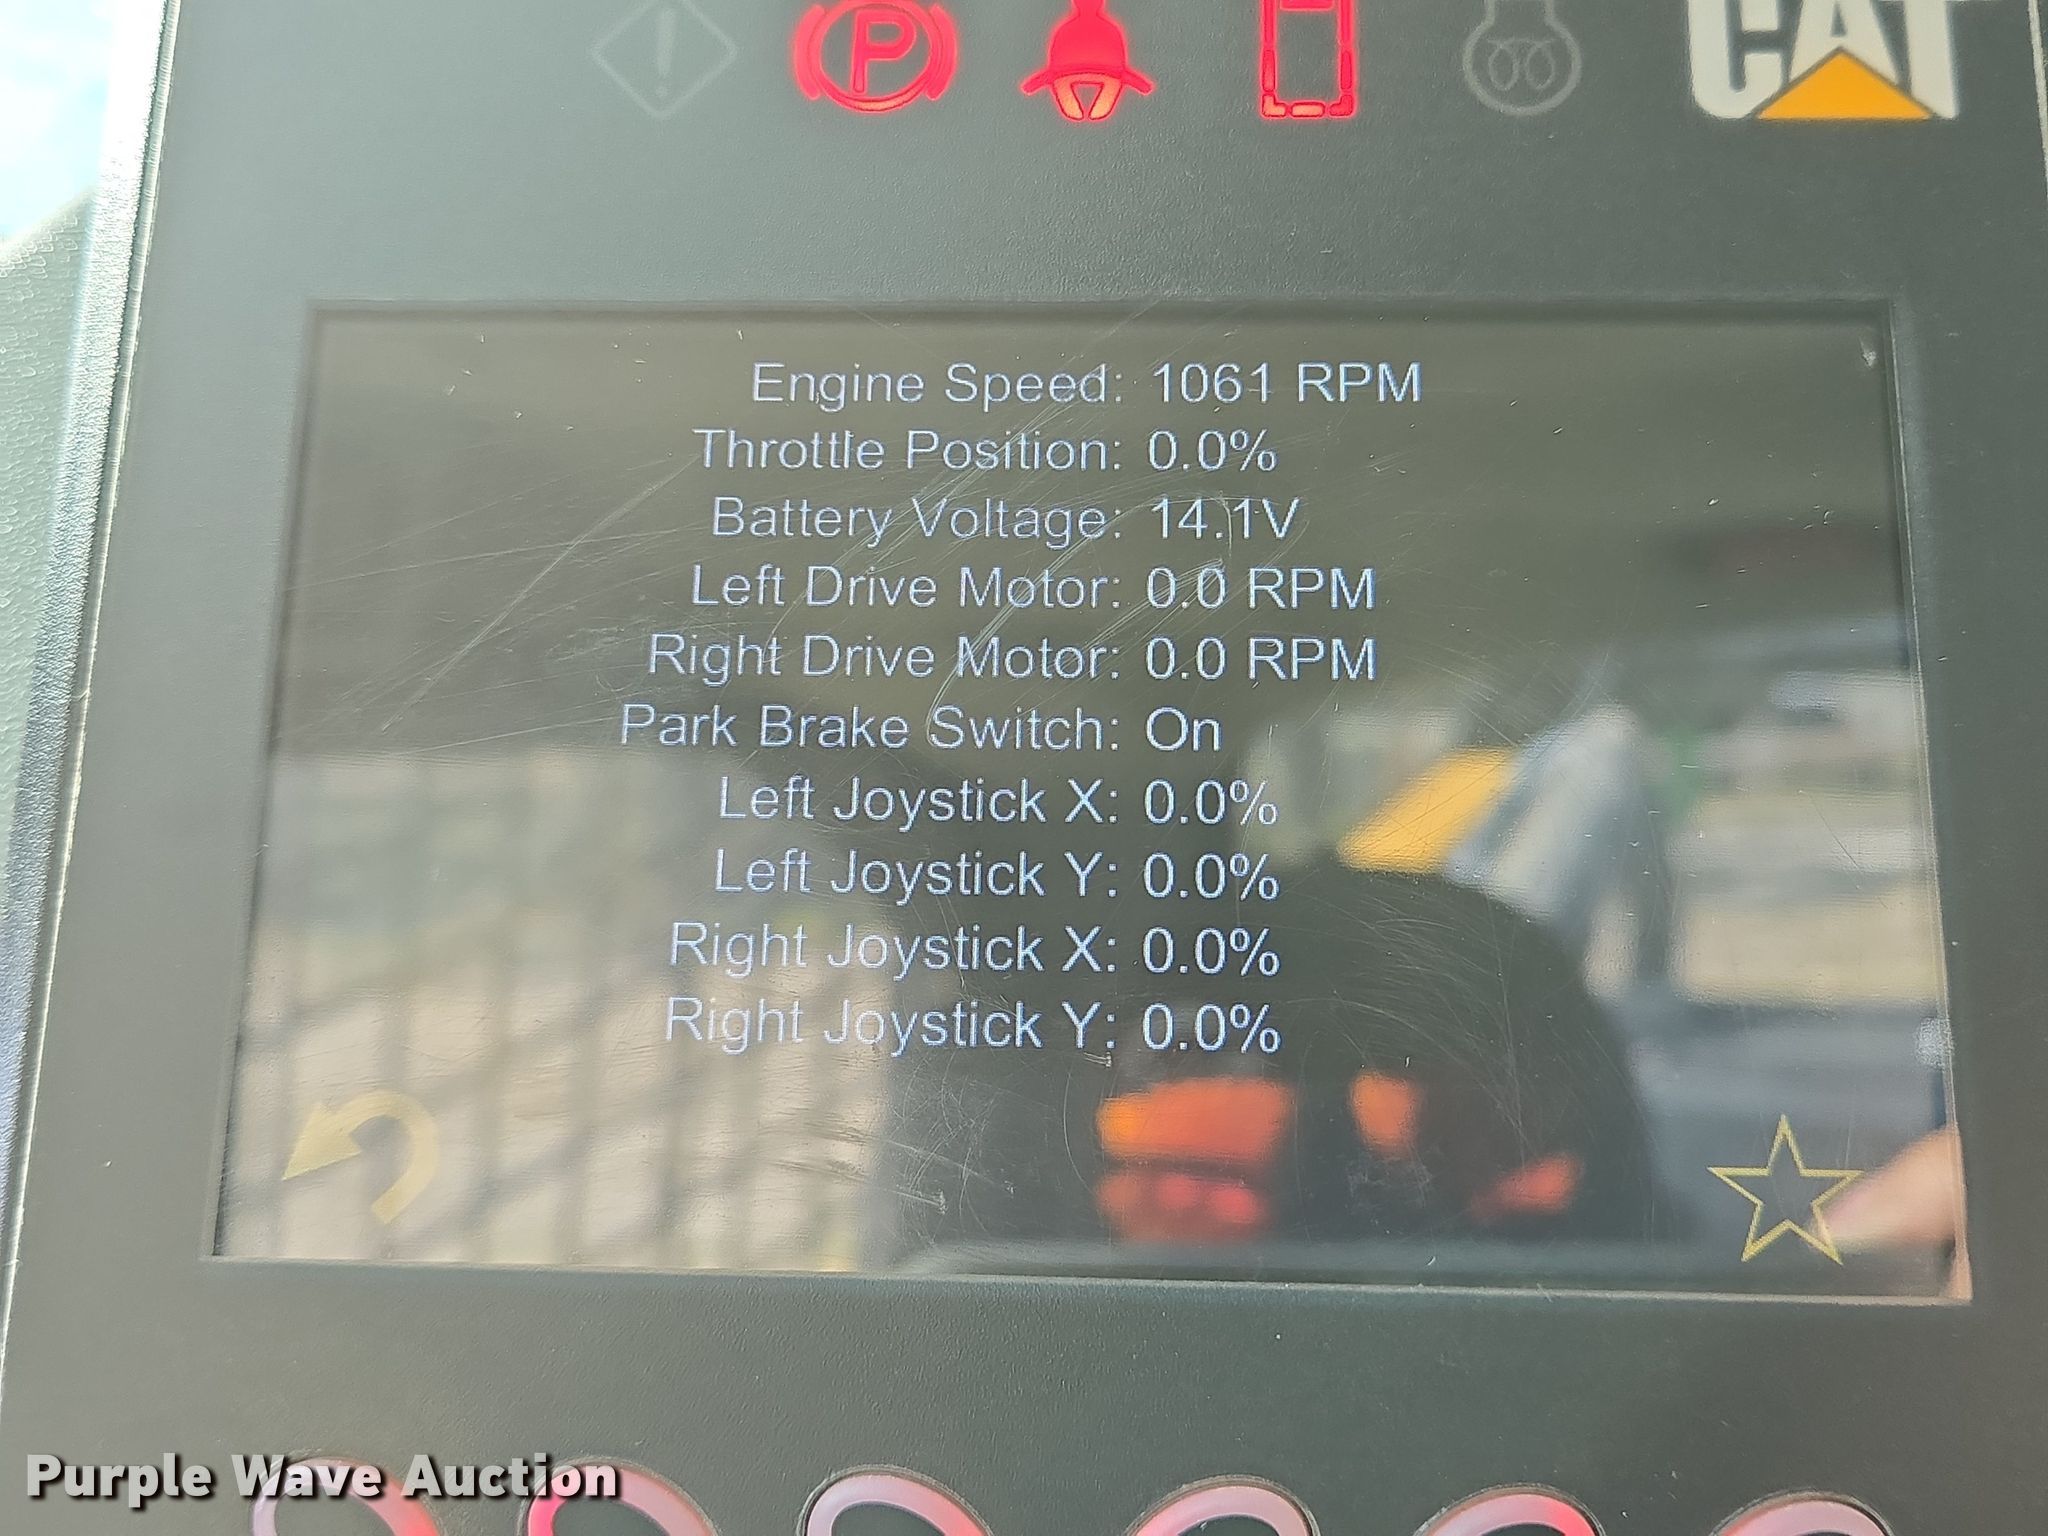 P
CAT
Engine Speed: 1061 RPM
Throttle Position: 0.0%
Battery Voltage: 14.1V
Left Drive Motor: 0.0 RPM
Right Drive Motor: 0.0 RPM
Park Brake Switch: On
Left Joystick X: 0.0%
Left Joystick Y: 0.0%
Right Joystick X: 0.0%
Right Joystick Y: 0.0%
Purple Wave Auction